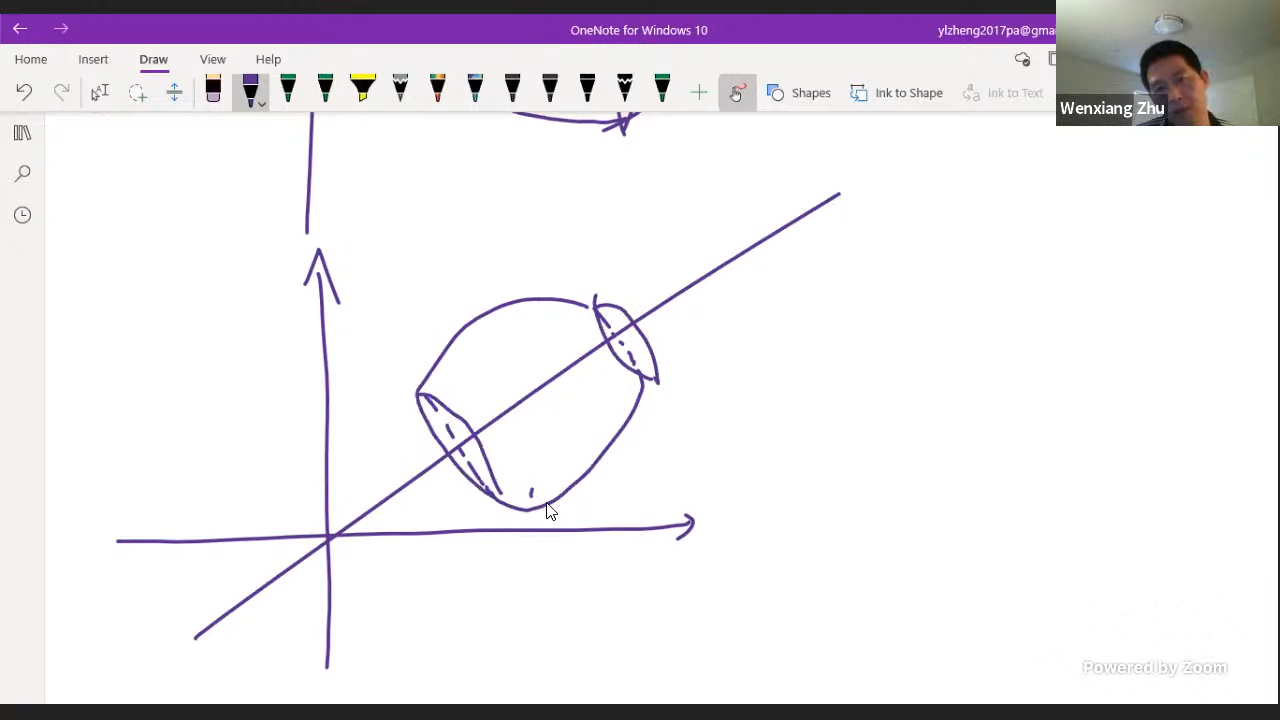 OneNote for Windows 10
ylzheng2017pa@gma
Home Insert Draw View Help
Shapes Ink to Shape Ink to Text
Wenxiang Zhu
Powered by Zoom